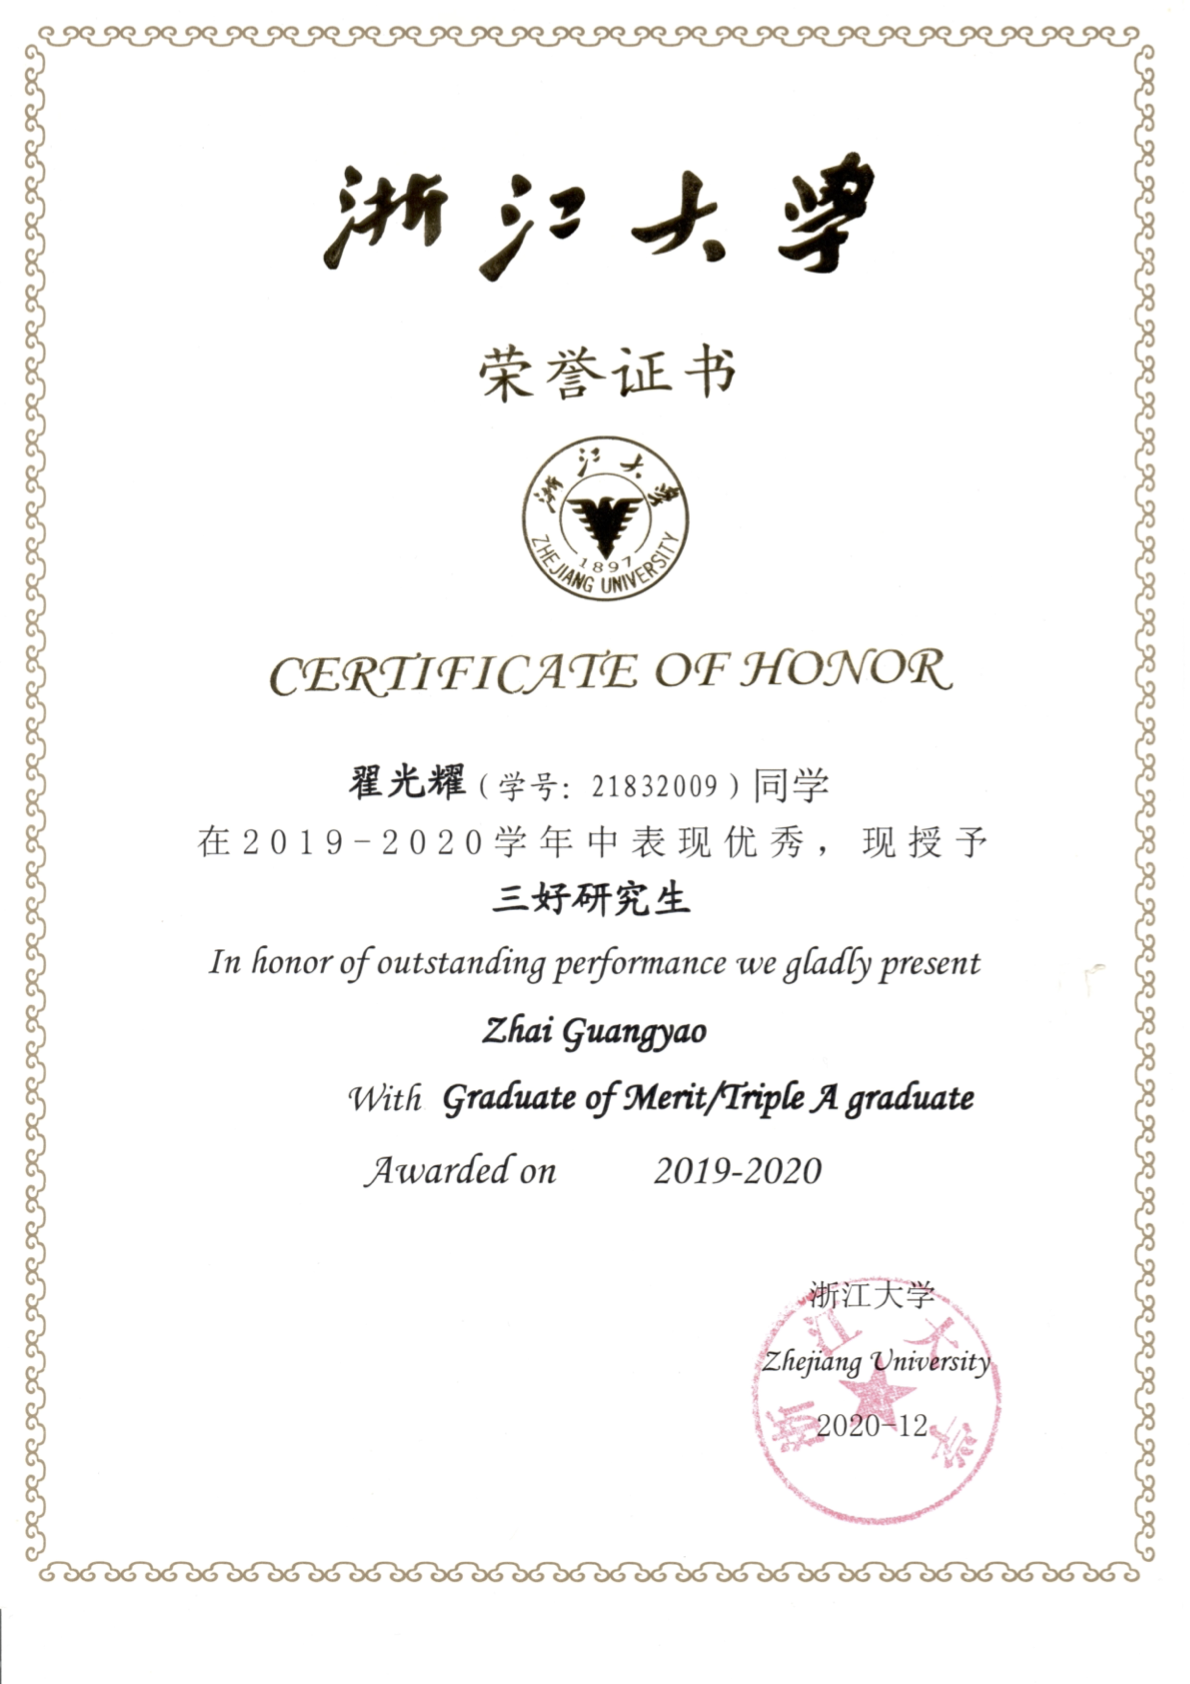 浙江大学
荣誉证书
浙江大学
1897
ZHEJIANG UNIVERSITY
CERTIFICATE OF HONOR
翟光耀（学号：21832009）同学
在2019-2020学年中表现优秀，现授予
三好研究生
In honor of outstanding performance we gladly present
Zhai Guangyao
With Graduate of Merit/Triple A graduate
Awarded on 2019-2020
浙江大学
Zhejiang University
2020-12
浙江大学